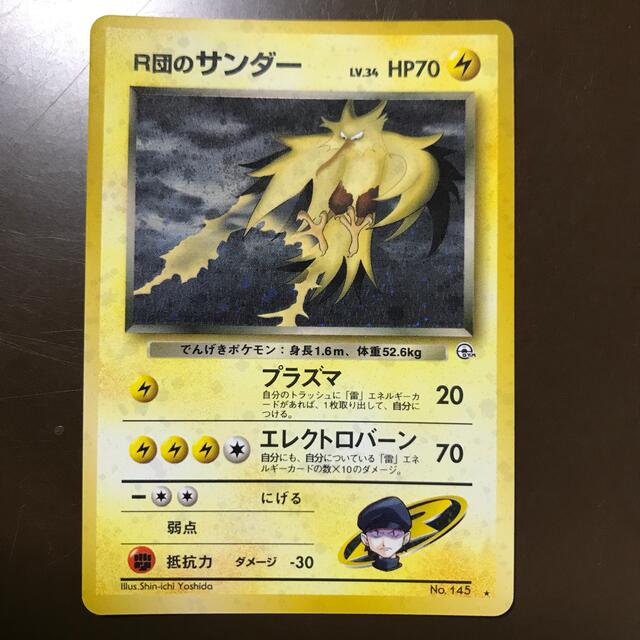 R団のサンダー LV.34 HP70
でんげきポケモン：身長1.6m、体重52.6kg
GYM
プラズマ 20
自分のトラッシュに「雷」エネルギーカ
ードがあれば、1枚取り出して、自分に
つける。
エレクトロバーン 70
自分にも、自分についている「雷」エネ
ルギーカードの数×10のダメージ。
にげる
弱点
抵抗力 ダメージ -30
Illus.Shin-ichi Yoshida
No. 145 ★